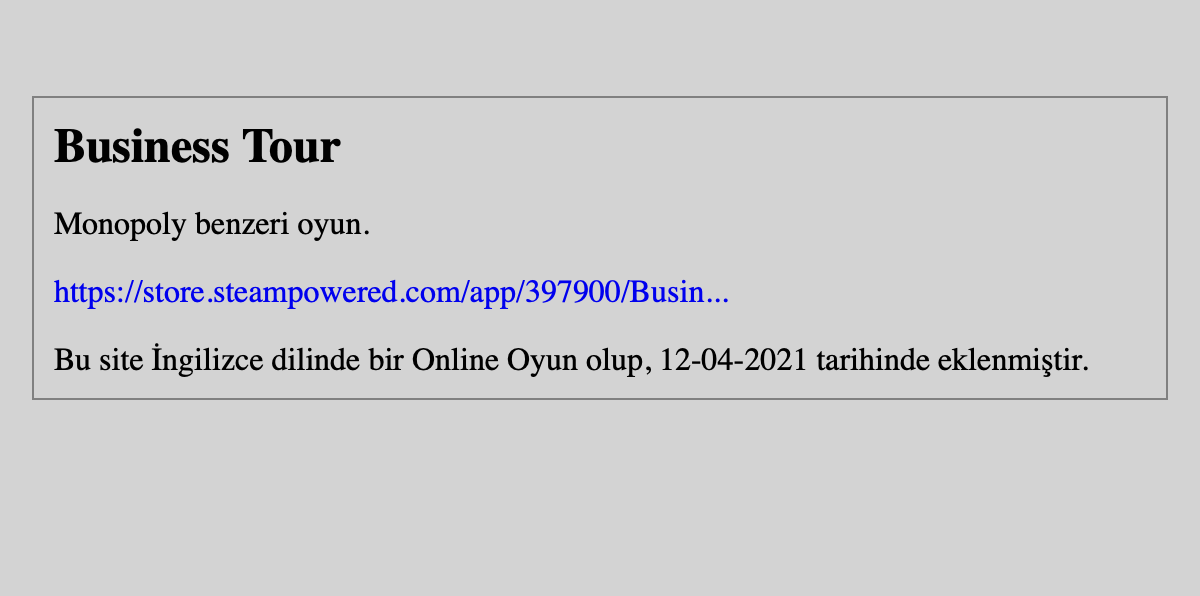 Business Tour
Monopoly benzeri oyun.
https://store.steampowered.com/app/397900/Busin...
Bu site İngilizce dilinde bir Online Oyun olup, 12-04-2021 tarihinde eklenmiştir.